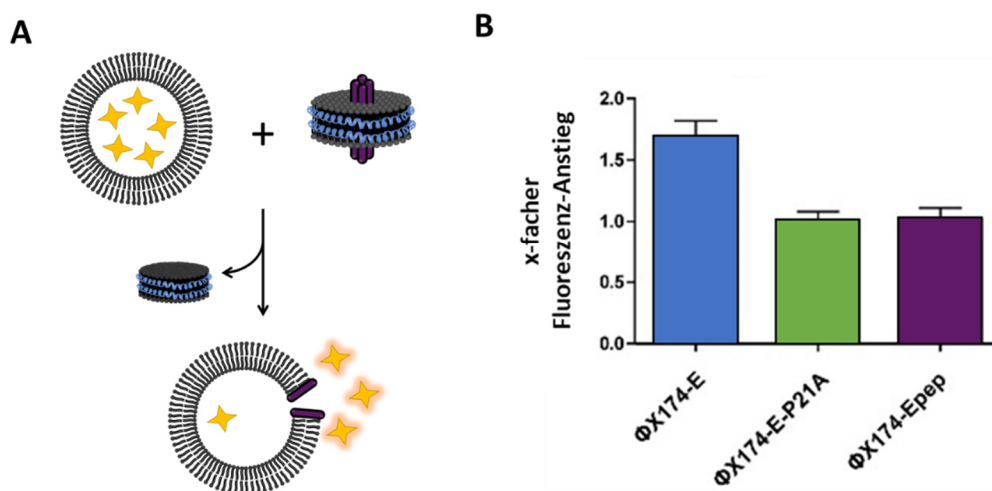 A
+
B
x-facher
Fluoreszenz-Anstieg
2.0
1.5
1.0
0.5
0.0
ΦX174-E
ΦX174-E-P21A
ΦX174-Epep